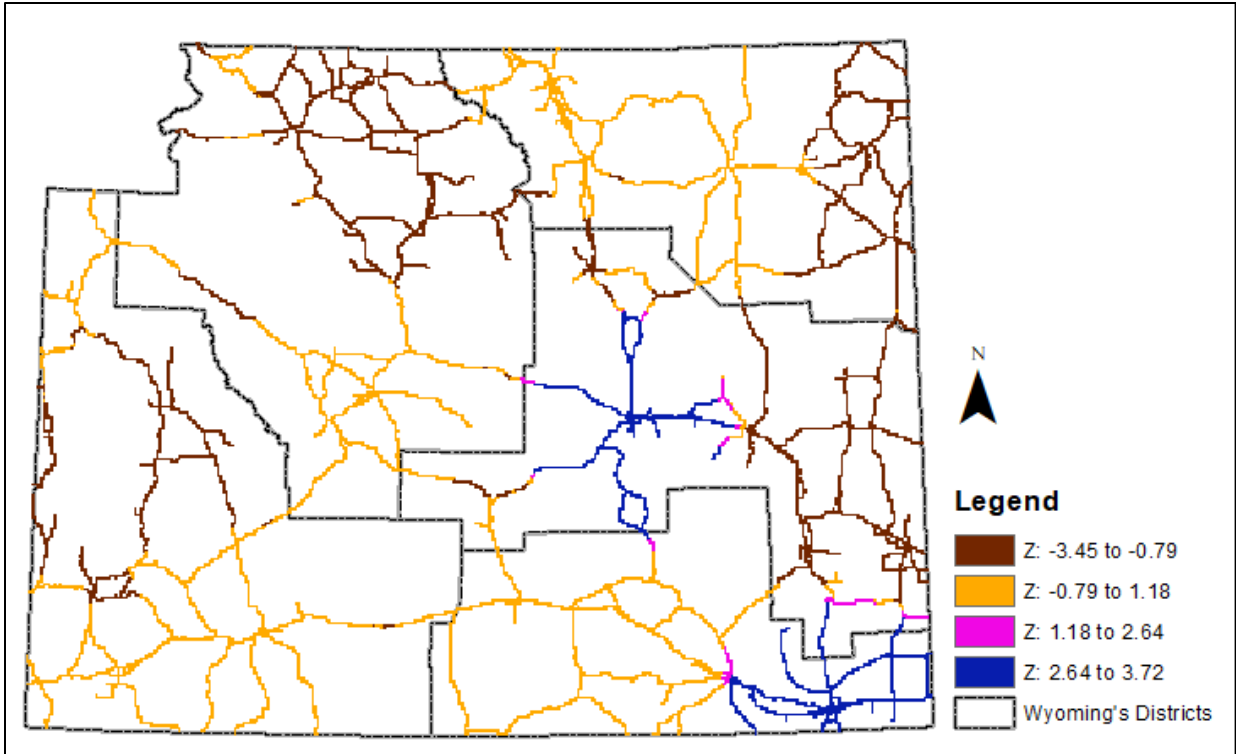 N
Legend
Z: -3.45 to -0.79
Z: -0.79 to 1.18
Z: 1.18 to 2.64
Z: 2.64 to 3.72
Wyoming's Districts